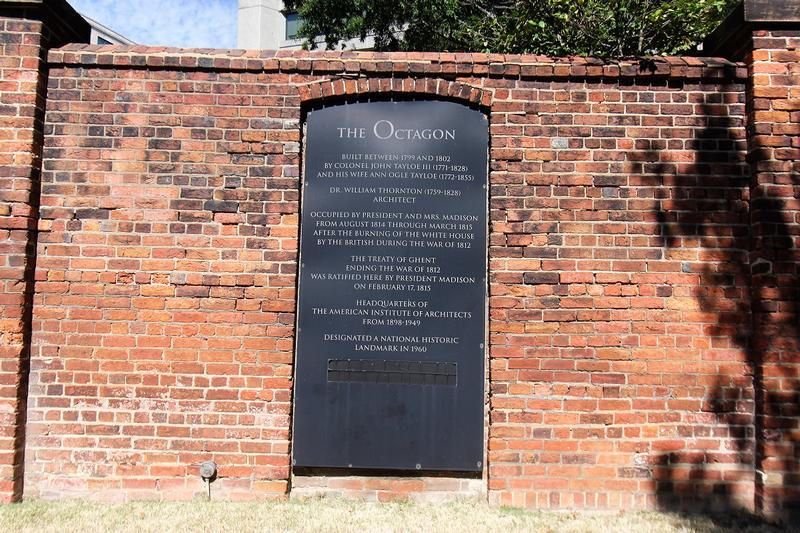 THE OCTAGON
BUILT BETWEEN 1799 AND 1802
BY COLONEL JOHN TAYLOE III (1771-1828)
AND HIS WIFE ANN OGLE TAYLOE (1772-1855)
DR. WILLIAM THORNTON (1759-1828)
ARCHITECT
OCCUPIED BY PRESIDENT AND MRS. MADISON
FROM AUGUST 1814 THROUGH MARCH 1815
AFTER THE BURNING OF THE WHITE HOUSE
BY THE BRITISH DURING THE WAR OF 1812
THE TREATY OF GHENT
ENDING THE WAR OF 1812
WAS RATIFIED HERE BY PRESIDENT MADISON
ON FEBRUARY 17, 1815
HEADQUARTERS OF
THE AMERICAN INSTITUTE OF ARCHITECTS
FROM 1898-1949
DESIGNATED A NATIONAL HISTORIC
LANDMARK IN 1960